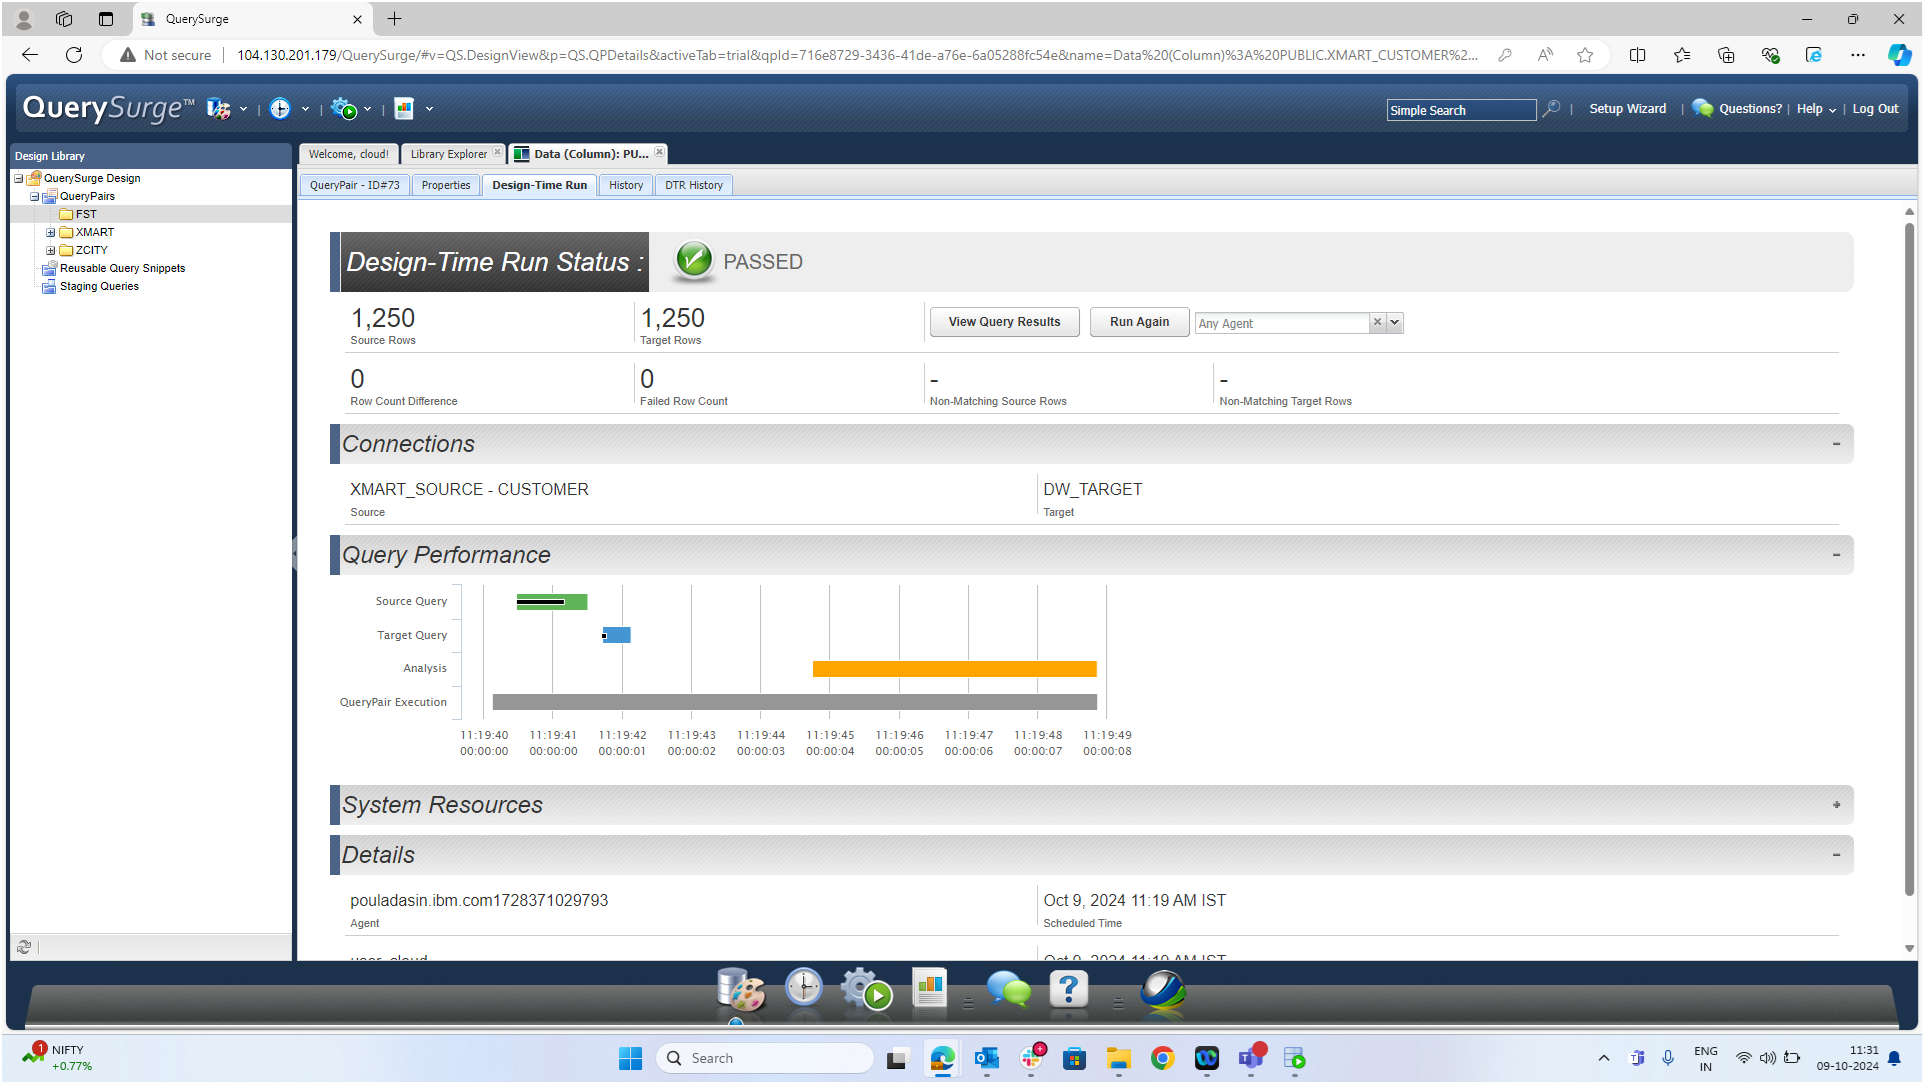 QuerySurge
Not secure
104.130.201.179/QuerySurge/#v=QS.DesignView&p=QS.QPDetails&activeTab=trial&qpId=716e8729-3436-41de-a76e-6a05288fc54e&name=Data%20(Column)%3A%20PUBLIC.XMART_CUSTOMER%2...
QuerySurge™
Simple Search
Setup Wizard
Questions?
Help
Log Out
Design Library
Welcome, cloud!
Library Explorer
Data (Column): PU...
QuerySurge Design
QueryPairs
FST
XMART
ZCITY
Reusable Query Snippets
Staging Queries
QueryPair - ID#73
Properties
Design-Time Run
History
DTR History
Design-Time Run Status :
PASSED
1,250
Source Rows
1,250
Target Rows
View Query Results
Run Again
Any Agent
0
Row Count Difference
0
Failed Row Count
-
Non-Matching Source Rows
-
Non-Matching Target Rows
Connections
XMART_SOURCE - CUSTOMER
Source
DW_TARGET
Target
Query Performance
Source Query
Target Query
Analysis
QueryPair Execution
11:19:40 11:19:41 11:19:42 11:19:43 11:19:44 11:19:45 11:19:46 11:19:47 11:19:48 11:19:49
00:00:00 00:00:00 00:00:01 00:00:02 00:00:03 00:00:04 00:00:05 00:00:06 00:00:07 00:00:08
System Resources
Details
pouladasin.ibm.com1728371029793
Agent
Oct 9, 2024 11:19 AM IST
Scheduled Time
user_cloud
Oct 9, 2024 11:19 AM IST
1
NIFTY
+0.77%
Search
ENG
IN
11:31
09-10-2024